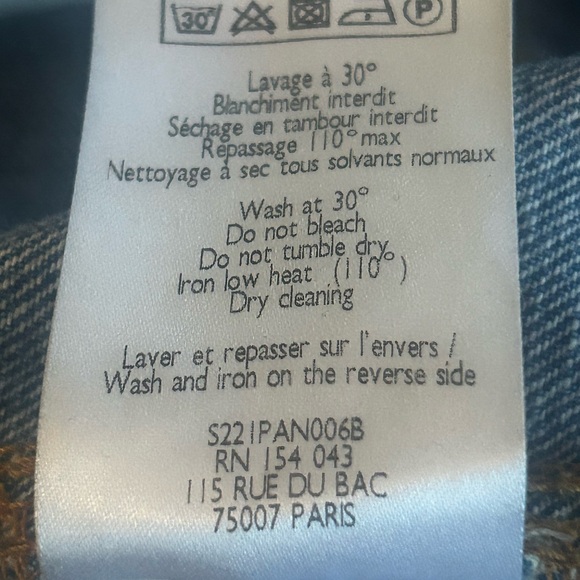 30°
P
Lavage à 30°
Blanchiment interdit
Séchage en tambour interdit
Repassage 110° max
Nettoyage à sec tous solvants normaux
Wash at 30°
Do not bleach
Do not tumble dry
Iron low heat (110°)
Dry cleaning
Laver et repasser sur l'envers /
Wash and iron on the reverse side
S221PAN006B
RN 154 043
115 RUE DU BAC
75007 PARIS